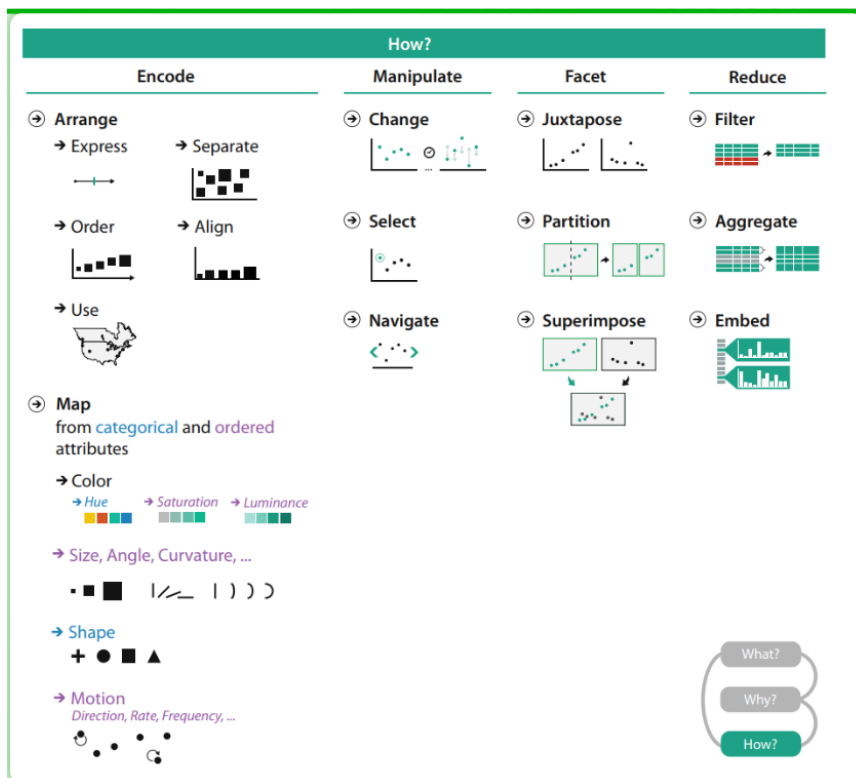 How?
Encode
Manipulate
Facet
Reduce
Arrange
→ Express
→ Separate
→ Order
→ Align
→ Use
Map
from categorical and ordered
attributes
→ Color
→ Hue
→ Saturation
→ Luminance
→ Size, Angle, Curvature, ...
→ Shape
→ Motion
Direction, Rate, Frequency, ...
Change
...
Select
Navigate
Juxtapose
Partition
Superimpose
Filter
Aggregate
Embed
What?
Why?
How?